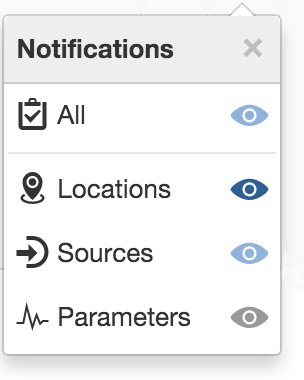 Notifications ×
All
Locations
Sources
Parameters